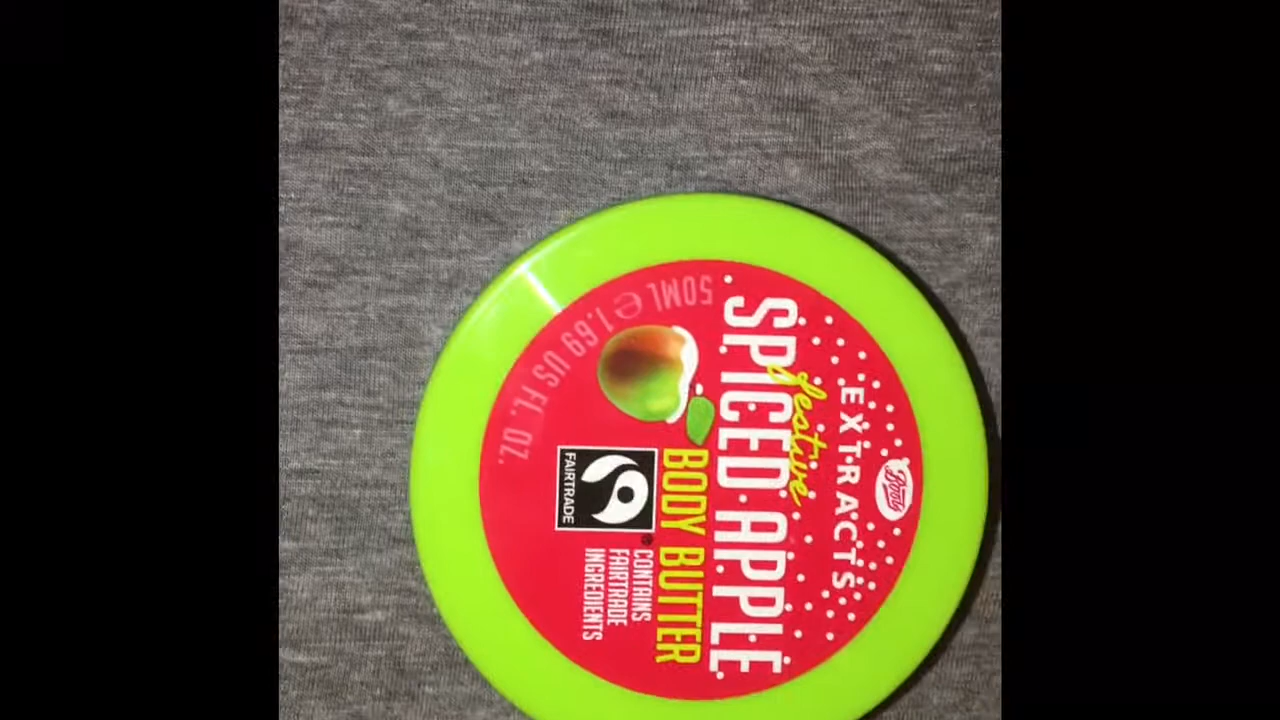 Boots
EXTRACTS
festive
SPICED APPLE
BODY BUTTER
CONTAINS
FAIRTRADE
INGREDIENTS
FAIRTRADE
®
50ML ℮ 1.69 US FL. OZ.